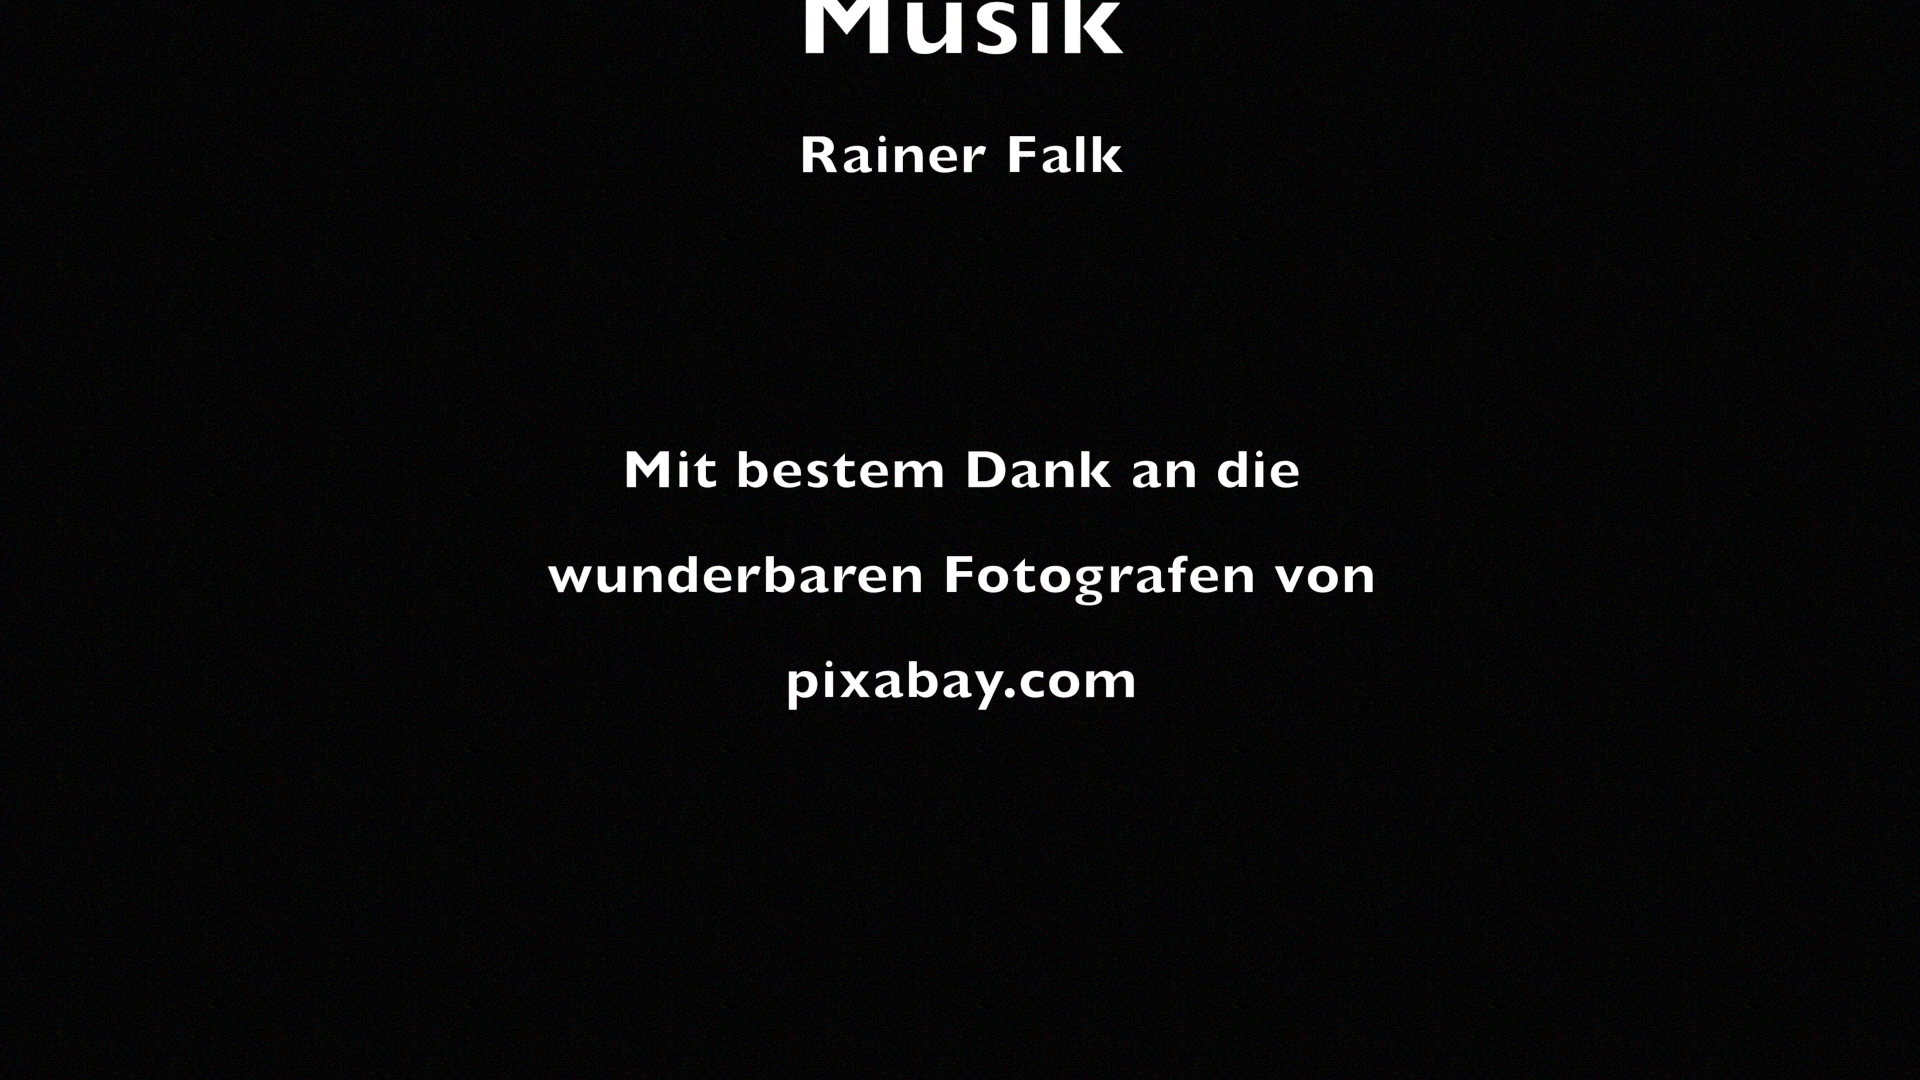 Musik
Rainer Falk
Mit bestem Dank an die
wunderbaren Fotografen von
pixabay.com